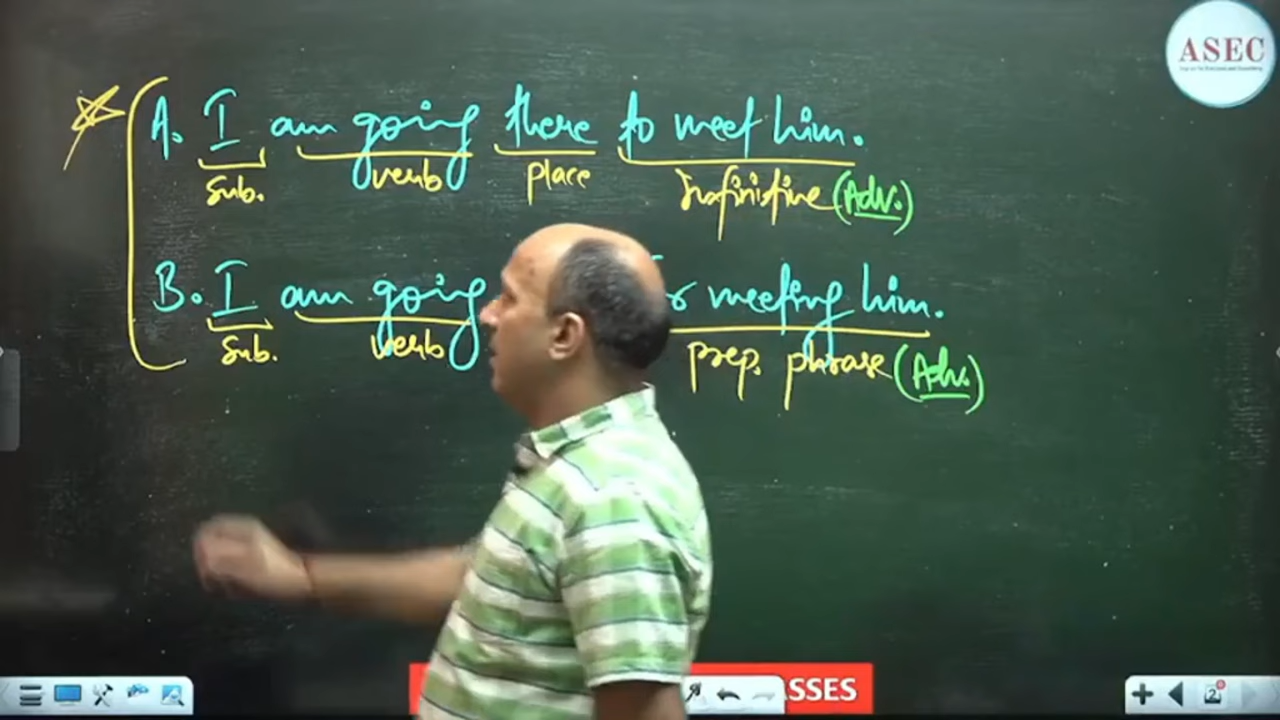 ASEC
A. I am going there to meet him.
sub. verb place Infinitive (Adv.)
B. I am going meeting him.
sub. verb prep. phrase (Adv.)
2